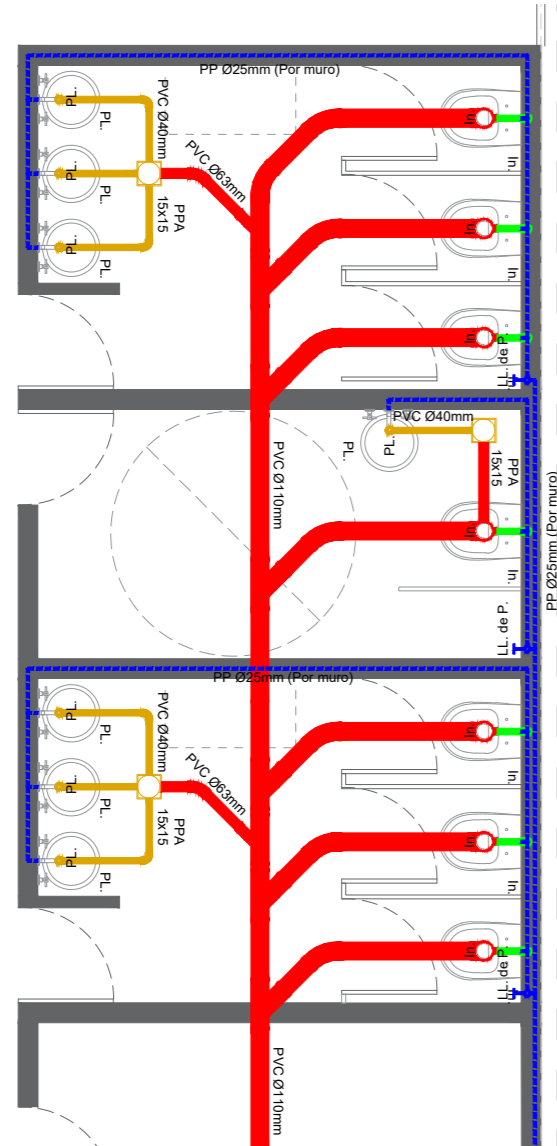 PP Ø25mm (Por muro)
PL.
PL.
PVC Ø40mm
PVC Ø63mm
In.
In.
PL.
PL.
PPA
15x15
In.
In.
PL.
PL.
In.
LL. de P.
PVC Ø40mm
PL.
PL.
PPA
15x15
PVC Ø110mm
PP Ø25mm (Por muro)
In.
In.
LL. de P.
PP Ø25mm (Por muro)
PL.
PL.
PVC Ø40mm
PVC Ø63mm
In.
In.
PL.
PL.
PPA
15x15
In.
In.
PL.
PL.
In.
LL. de P.
PVC Ø110mm